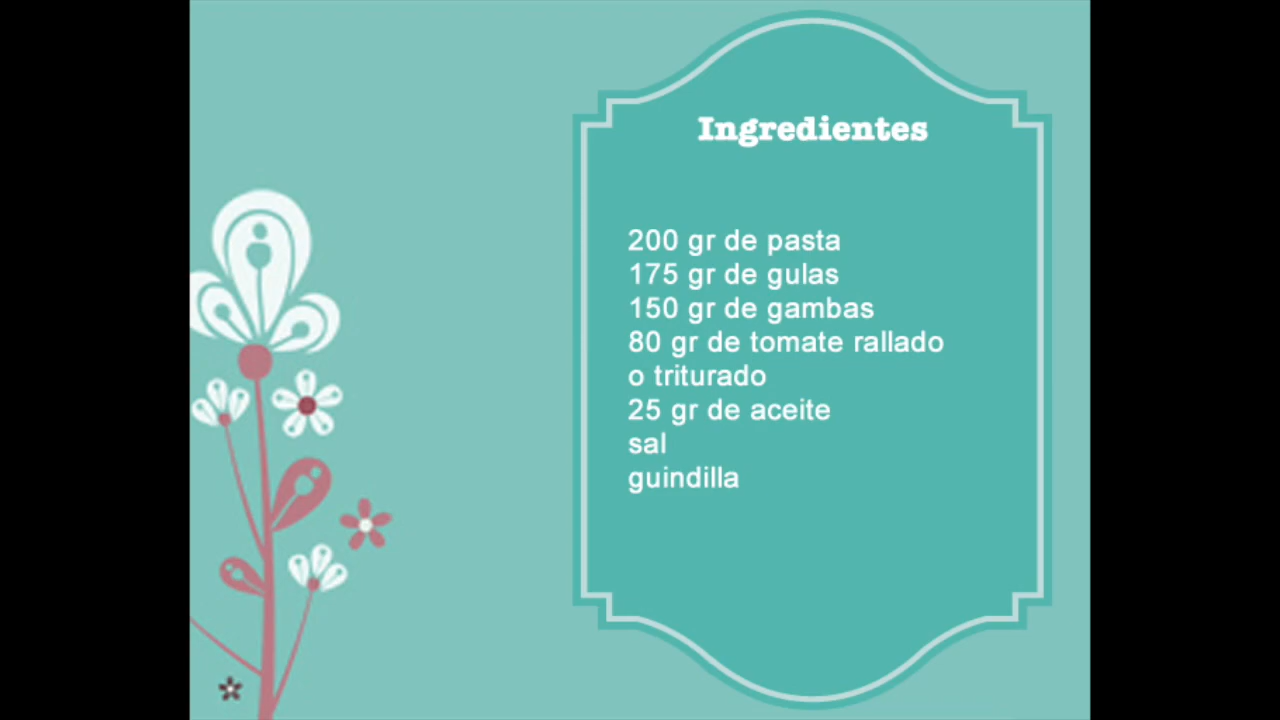 Ingredientes
200 gr de pasta
175 gr de gulas
150 gr de gambas
80 gr de tomate rallado
o triturado
25 gr de aceite
sal
guindilla